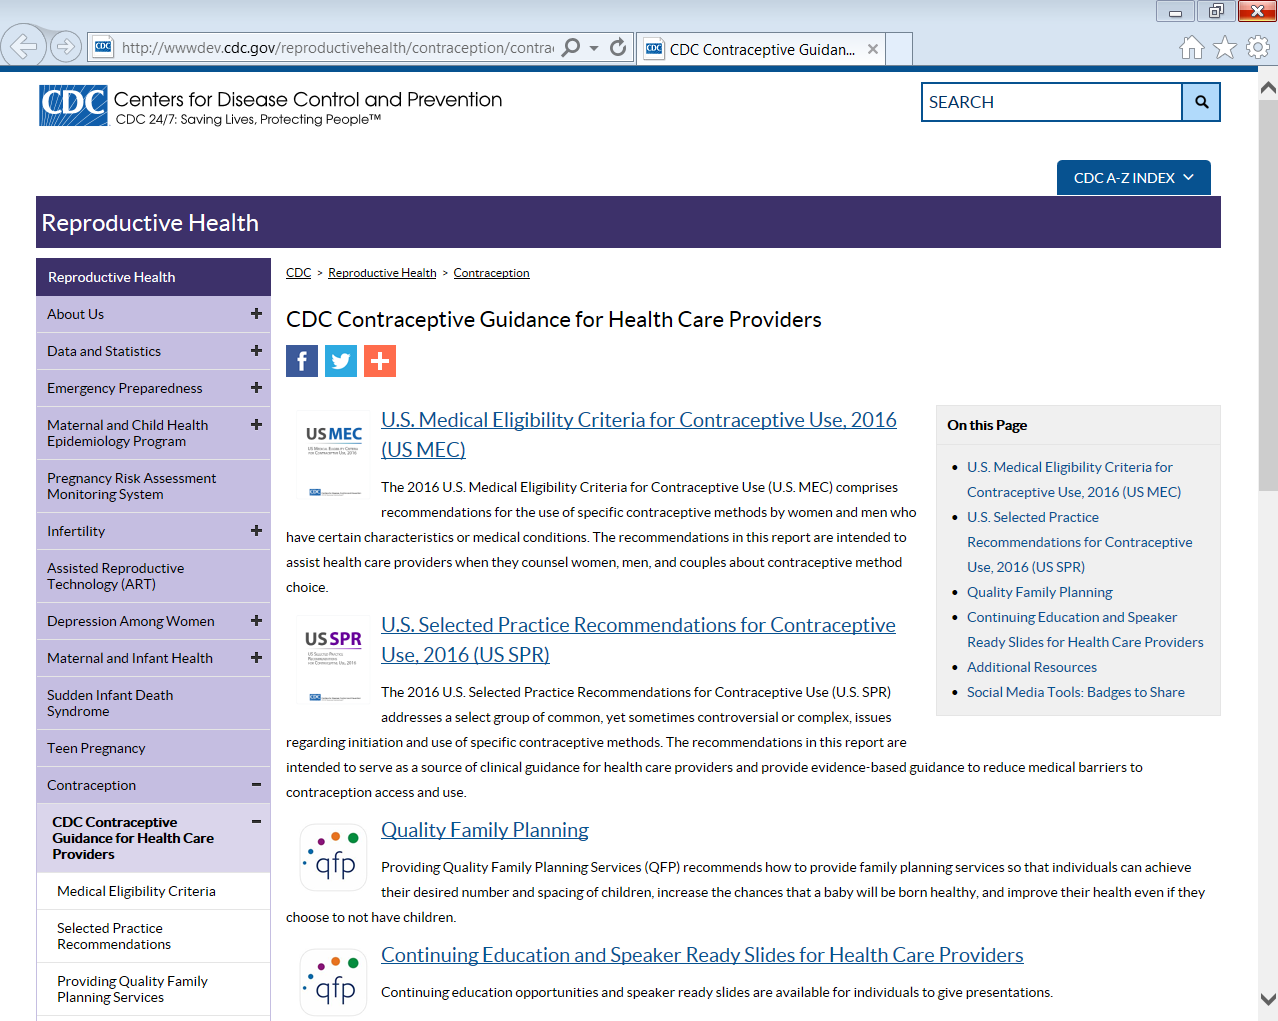 http://wwwdev.cdc.gov/reproductivehealth/contraception/contra
CDC Contraceptive Guidan...
CDC Centers for Disease Control and Prevention
CDC 24/7: Saving Lives, Protecting People™
SEARCH
CDC A-Z INDEX
Reproductive Health
Reproductive Health
About Us
Data and Statistics
Emergency Preparedness
Maternal and Child Health
Epidemiology Program
Pregnancy Risk Assessment
Monitoring System
Infertility
Assisted Reproductive
Technology (ART)
Depression Among Women
Maternal and Infant Health
Sudden Infant Death
Syndrome
Teen Pregnancy
Contraception
CDC Contraceptive
Guidance for Health Care
Providers
Medical Eligibility Criteria
Selected Practice
Recommendations
Providing Quality Family
Planning Services
CDC > Reproductive Health > Contraception
CDC Contraceptive Guidance for Health Care Providers
US MEC
U.S. Medical Eligibility Criteria for Contraceptive Use, 2016
(US MEC)
The 2016 U.S. Medical Eligibility Criteria for Contraceptive Use (U.S. MEC) comprises
recommendations for the use of specific contraceptive methods by women and men who
have certain characteristics or medical conditions. The recommendations in this report are intended to
assist health care providers when they counsel women, men, and couples about contraceptive method
choice.
US SPR
U.S. Selected Practice Recommendations for Contraceptive
Use, 2016 (US SPR)
The 2016 U.S. Selected Practice Recommendations for Contraceptive Use (U.S. SPR)
addresses a select group of common, yet sometimes controversial or complex, issues
regarding initiation and use of specific contraceptive methods. The recommendations in this report are
intended to serve as a source of clinical guidance for health care providers and provide evidence-based guidance to reduce medical barriers to
contraception access and use.
qfp
Quality Family Planning
Providing Quality Family Planning Services (QFP) recommends how to provide family planning services so that individuals can achieve
their desired number and spacing of children, increase the chances that a baby will be born healthy, and improve their health even if they
choose to not have children.
qfp
Continuing Education and Speaker Ready Slides for Health Care Providers
Continuing education opportunities and speaker ready slides are available for individuals to give presentations.
On this Page
U.S. Medical Eligibility Criteria for
Contraceptive Use, 2016 (US MEC)
U.S. Selected Practice
Recommendations for Contraceptive
Use, 2016 (US SPR)
Quality Family Planning
Continuing Education and Speaker
Ready Slides for Health Care Providers
Additional Resources
Social Media Tools: Badges to Share